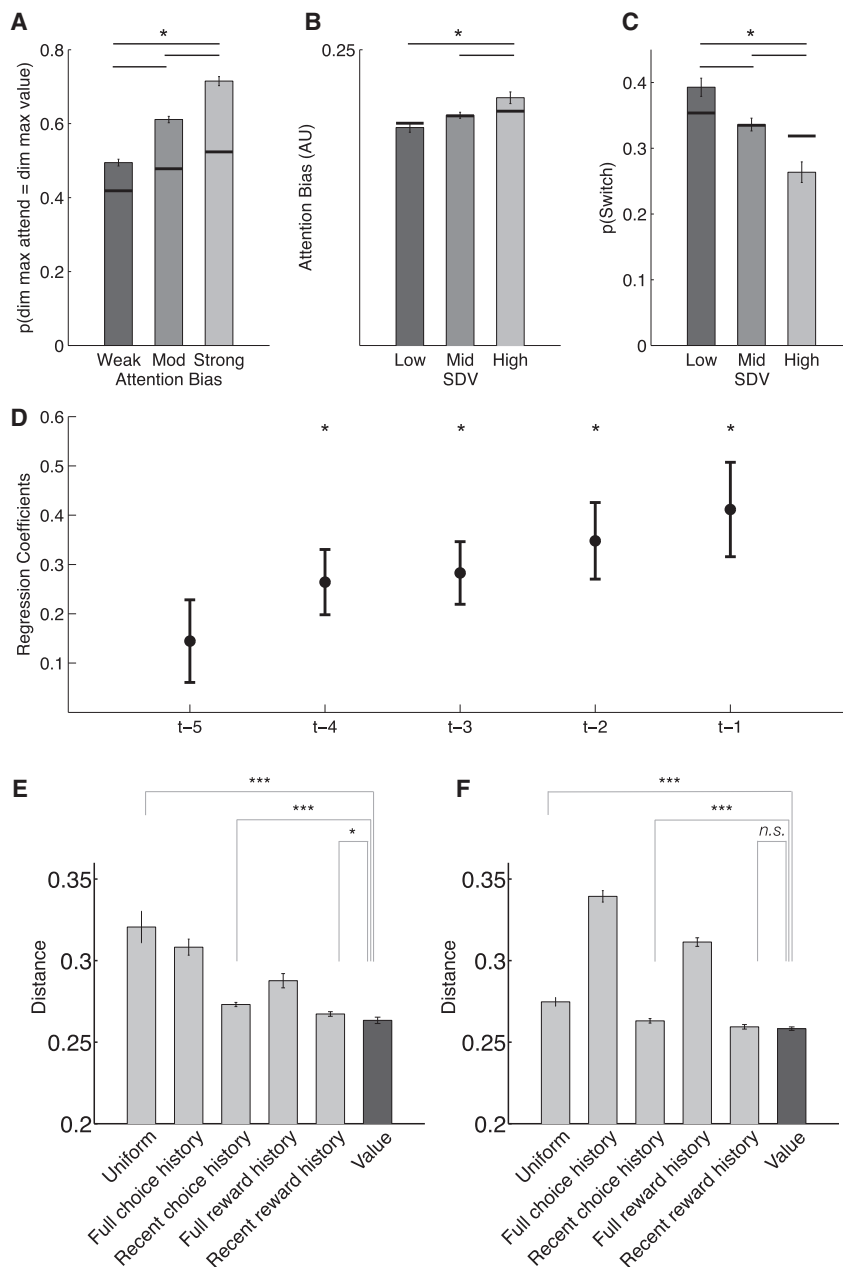 A
*
0.8
0.6
0.4
0.2
0
p(dim max attend = dim max value)
Weak Mod Strong
Attention Bias
B
*
0.25
Attention Bias (AU)
Low Mid High
SDV
C
*
0.4
0.3
0.2
0.1
0
p(Switch)
Low Mid High
SDV
D
0.6
0.5
0.4
0.3
0.2
0.1
Regression Coefficients
* * * *
t−5 t−4 t−3 t−2 t−1
E
***
***
*
0.35
0.3
0.25
0.2
Distance
Uniform
Full choice history
Recent choice history
Full reward history
Recent reward history
Value
F
***
***
n.s.
0.35
0.3
0.25
0.2
Distance
Uniform
Full choice history
Recent choice history
Full reward history
Recent reward history
Value